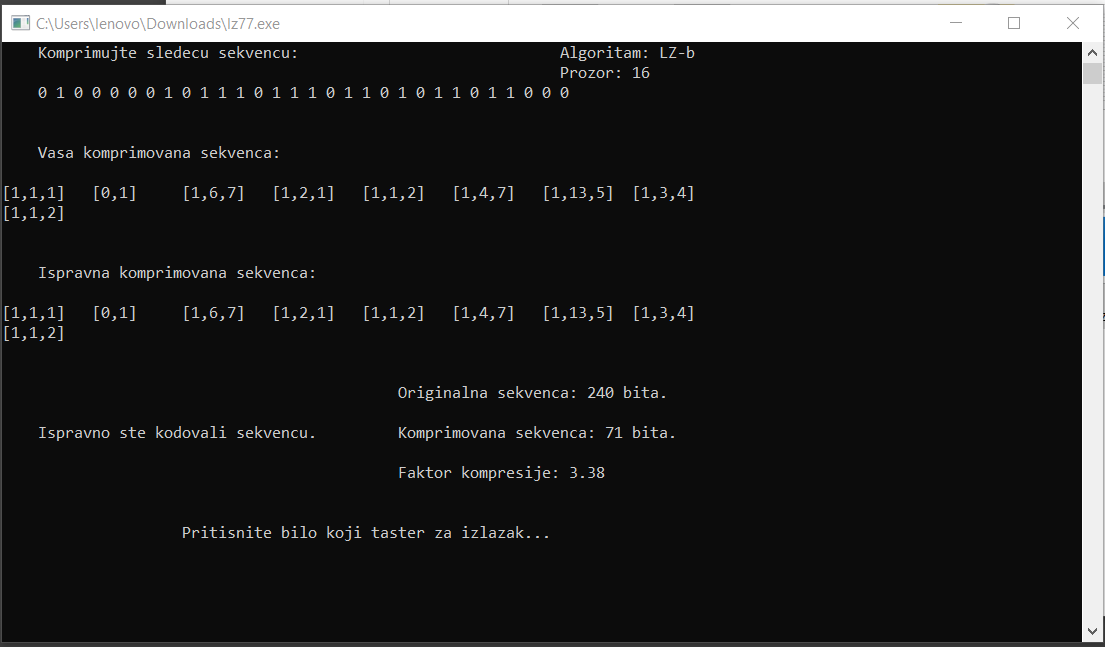 C:\Users\lenovo\Downloads\lz77.exe
Komprimujte sledecu sekvencu: Algoritam: LZ-b
Prozor: 16
0 1 0 0 0 0 0 1 0 1 1 1 0 1 1 1 0 1 1 0 1 0 1 1 0 1 1 0 0 0
Vasa komprimovana sekvenca:
[1,1,1] [0,1] [1,6,7] [1,2,1] [1,1,2] [1,4,7] [1,13,5] [1,3,4]
[1,1,2]
Ispravna komprimovana sekvenca:
[1,1,1] [0,1] [1,6,7] [1,2,1] [1,1,2] [1,4,7] [1,13,5] [1,3,4]
[1,1,2]
Originalna sekvenca: 240 bita.
Ispravno ste kodovali sekvencu. Komprimovana sekvenca: 71 bita.
Faktor kompresije: 3.38
Pritisnite bilo koji taster za izlazak...